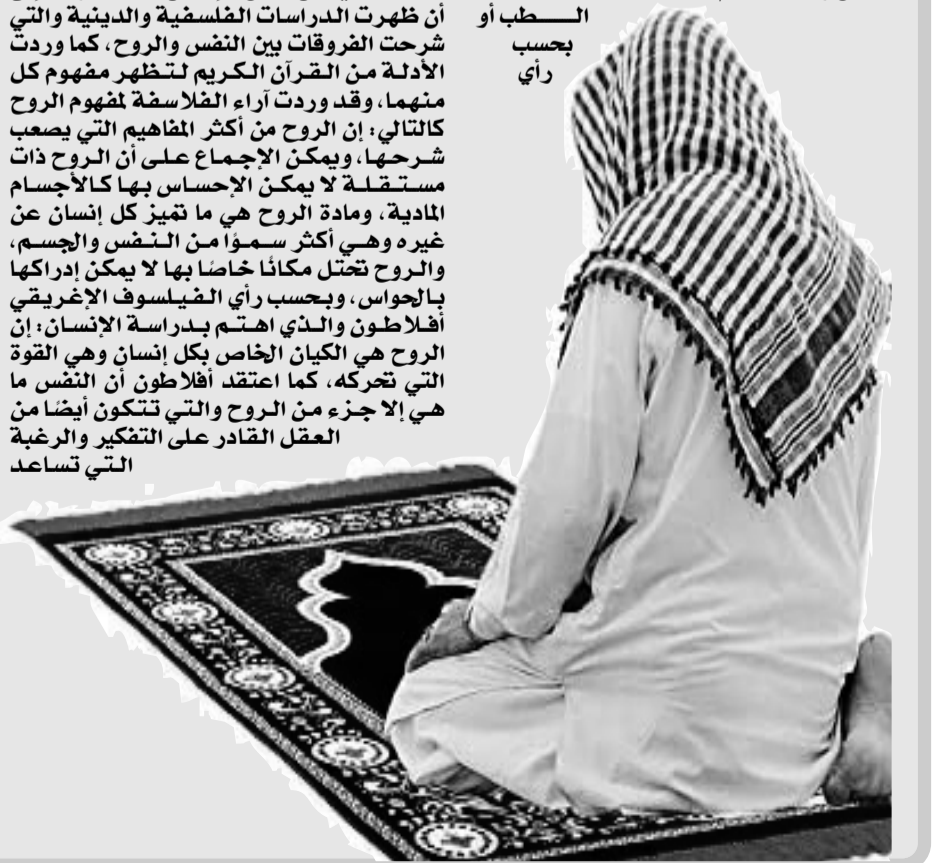 الـــــطب أو
بحسب
رأي
أن ظهرت الدراسات الفلسفية والدينية والتي
شرحت الفروقات بين النفس والروح، كما وردت
الأدلة من القرآن الكريم لتظهر مفهوم كل
منهما، وقد وردت آراء الفلاسفة لمفهوم الروح
كالتالي: إن الروح من أكثر المفاهيم التي يصعب
شرحها، ويمكن الإجماع على أن الروح ذات
مستقلة لا يمكن الإحساس بها كالأجسام
المادية، ومادة الروح هي ما تميز كل إنسان عن
غيره وهي أكثر سموًا من النفس والجسم،
والروح تحتل مكانًا خاصًا بها لا يمكن إدراكها
بالحواس، وبحسب رأي الفيلسوف الإغريقي
أفلاطون والذي اهتم بدراسة الإنسان: إن
الروح هي الكيان الخاص بكل إنسان وهي القوة
التي تحركه، كما اعتقد أفلاطون أن النفس ما
هي إلا جزء من الروح والتي تتكون أيضًا من
العقل القادر على التفكير والرغبة
التي تساعد